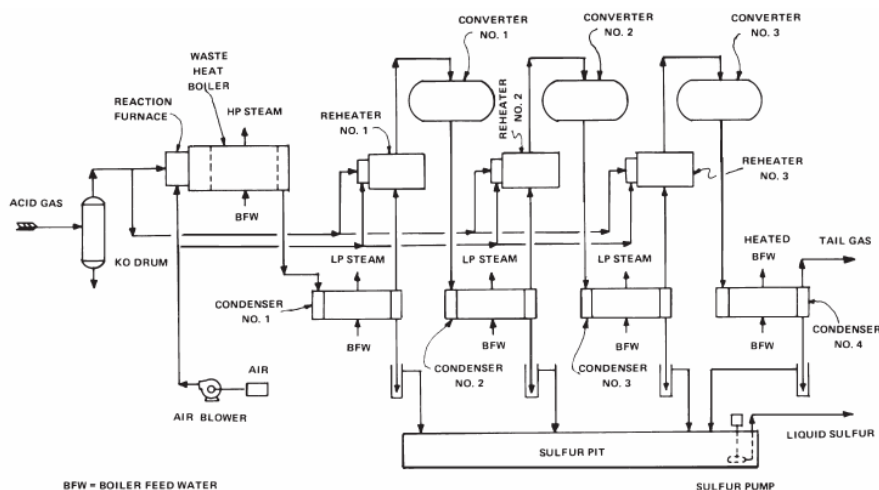 CONVERTER
NO. 1
CONVERTER
NO. 2
CONVERTER
NO. 3
WASTE
HEAT
BOILER
REACTION
FURNACE
HP STEAM
REHEATER
NO. 1
REHEATER
NO. 2
REHEATER
NO. 3
ACID GAS
BFW
KO DRUM
LP STEAM
LP STEAM
LP STEAM
HEATED
BFW
TAIL GAS
CONDENSER
NO. 1
BFW
BFW
BFW
BFW
CONDENSER
NO. 2
CONDENSER
NO. 3
CONDENSER
NO. 4
AIR
AIR BLOWER
SULFUR PIT
LIQUID SULFUR
BFW = BOILER FEED WATER
SULFUR PUMP